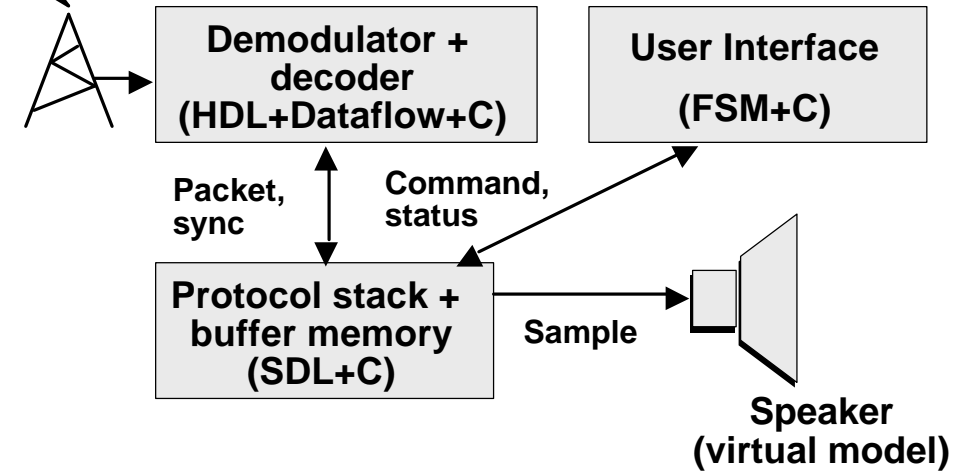 Demodulator +
decoder
(HDL+Dataflow+C)
User Interface
(FSM+C)
Packet,
sync
Command,
status
Protocol stack +
buffer memory
(SDL+C)
Sample
Speaker
(virtual model)